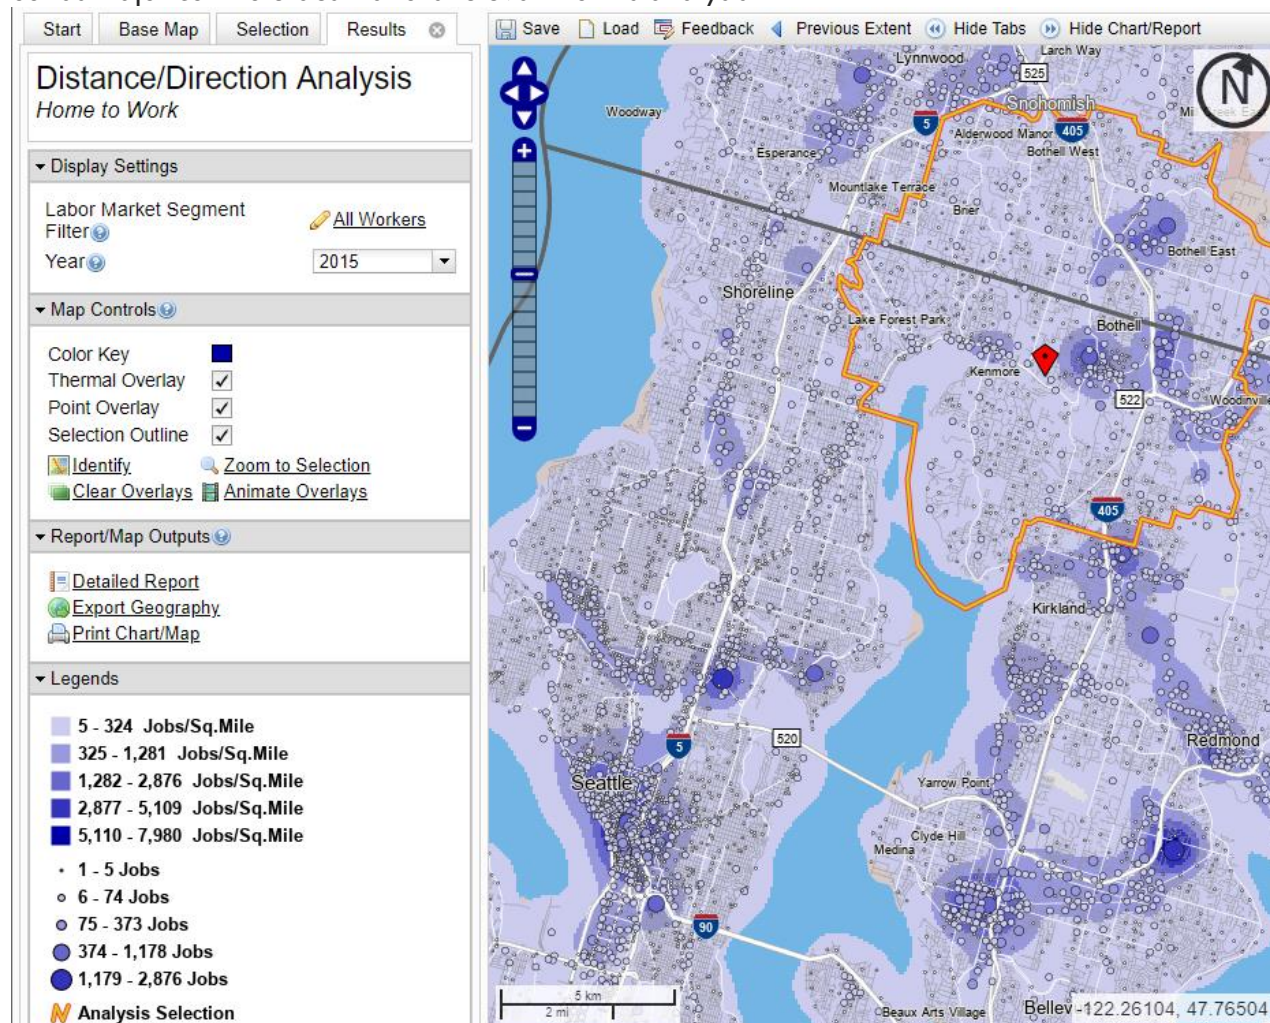 Start Base Map Selection Results
Save Load Feedback Previous Extent Hide Tabs Hide Chart/Report
Distance/Direction Analysis
Home to Work
Display Settings
Labor Market Segment
Filter
All Workers
Year
2015
Map Controls
Color Key
Thermal Overlay
Point Overlay
Selection Outline
Identify Zoom to Selection
Clear Overlays Animate Overlays
Report/Map Outputs
Detailed Report
Export Geography
Print Chart/Map
Legends
5 - 324 Jobs/Sq.Mile
325 - 1,281 Jobs/Sq.Mile
1,282 - 2,876 Jobs/Sq.Mile
2,877 - 5,109 Jobs/Sq.Mile
5,110 - 7,980 Jobs/Sq.Mile
1 - 5 Jobs
6 - 74 Jobs
75 - 373 Jobs
374 - 1,178 Jobs
1,179 - 2,876 Jobs
Analysis Selection
Larch Way
Lynnwood
525
N
Woodway
Snohomish
5
405
Alderwood Manor
Esperance
Bothell West
Mountlake Terrace
Brier
Bothell East
Shoreline
Lake Forest Park
Bothell
Kenmore
522
Woodinville
405
Kirkland
520
5
Redmond
Seattle
Yarrow Point
Clyde Hill
Medina
90
5 km
2 mi
Beaux Arts Village
Bellev
-122.26104, 47.76504